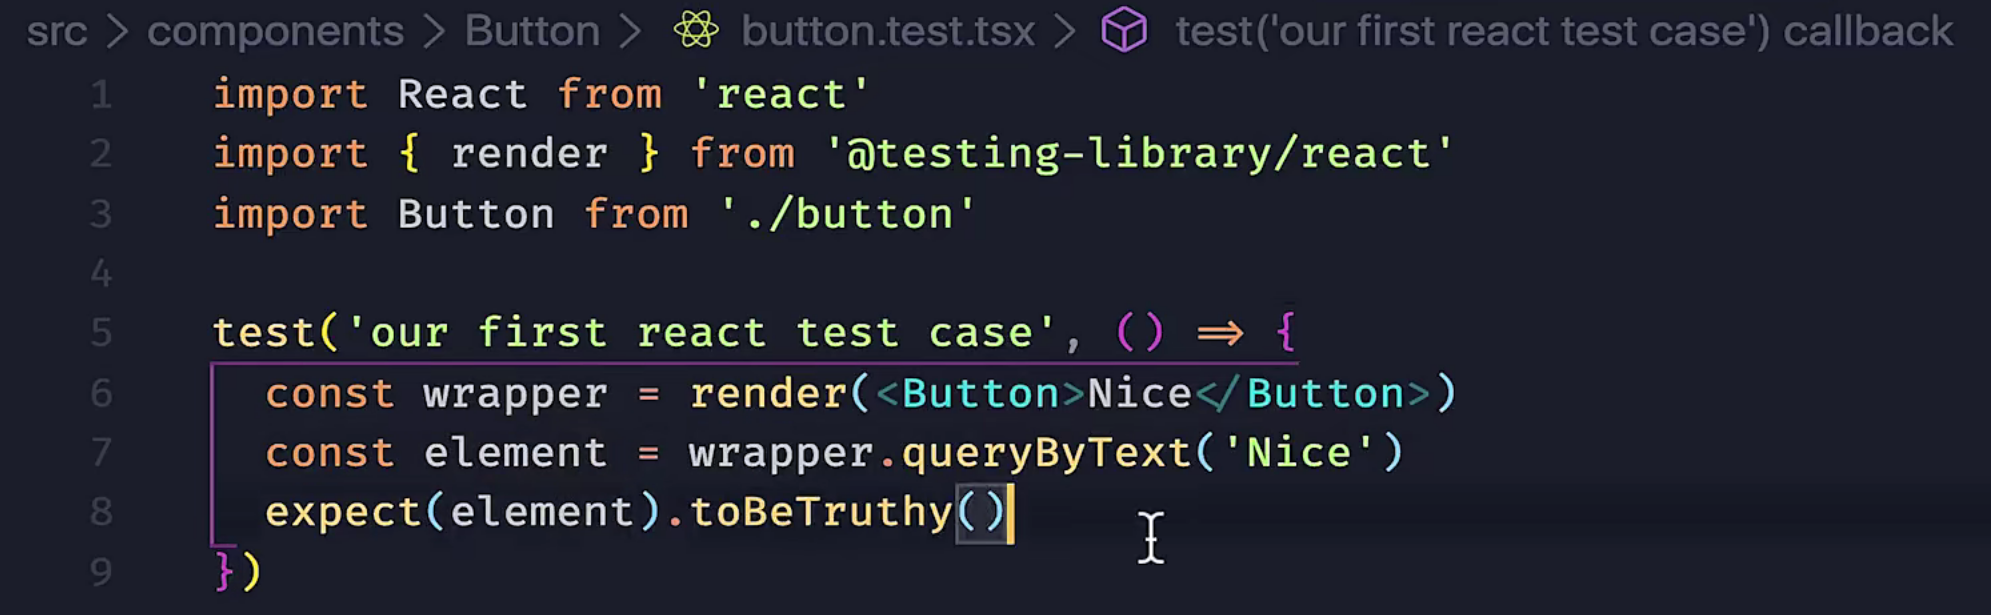 src > components > Button > button.test.tsx > test('our first react test case') callback
1 import React from 'react'
2 import { render } from '@testing-library/react'
3 import Button from './button'
4
5 test('our first react test case', () => {
6 const wrapper = render(<Button>Nice</Button>)
7 const element = wrapper.queryByText('Nice')
8 expect(element).toBeTruthy()
9 })